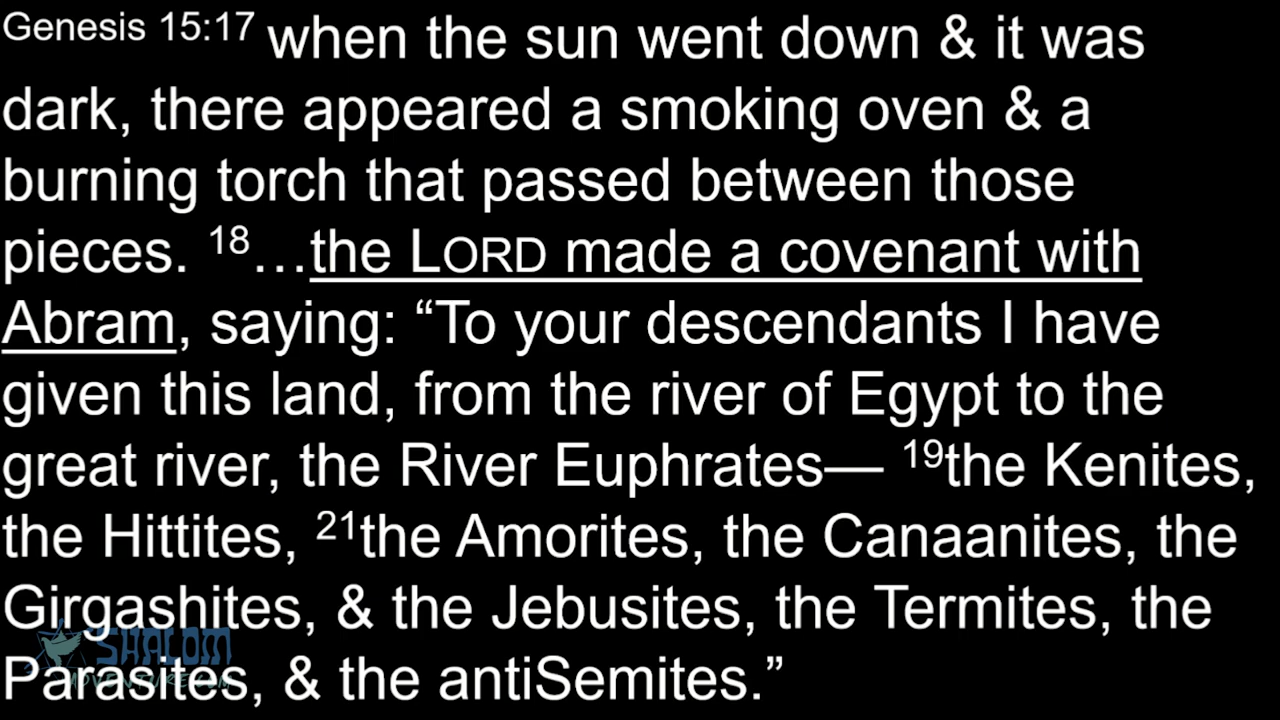 Genesis 15:17 when the sun went down & it was
dark, there appeared a smoking oven & a
burning torch that passed between those
pieces. 18…the LORD made a covenant with
Abram, saying: “To your descendants I have
given this land, from the river of Egypt to the
great river, the River Euphrates— 19the Kenites,
the Hittites, 21the Amorites, the Canaanites, the
Girgashites, & the Jebusites, the Termites, the
Parasites, & the antiSemites.”
SHALOM
ADVENTURE.COM